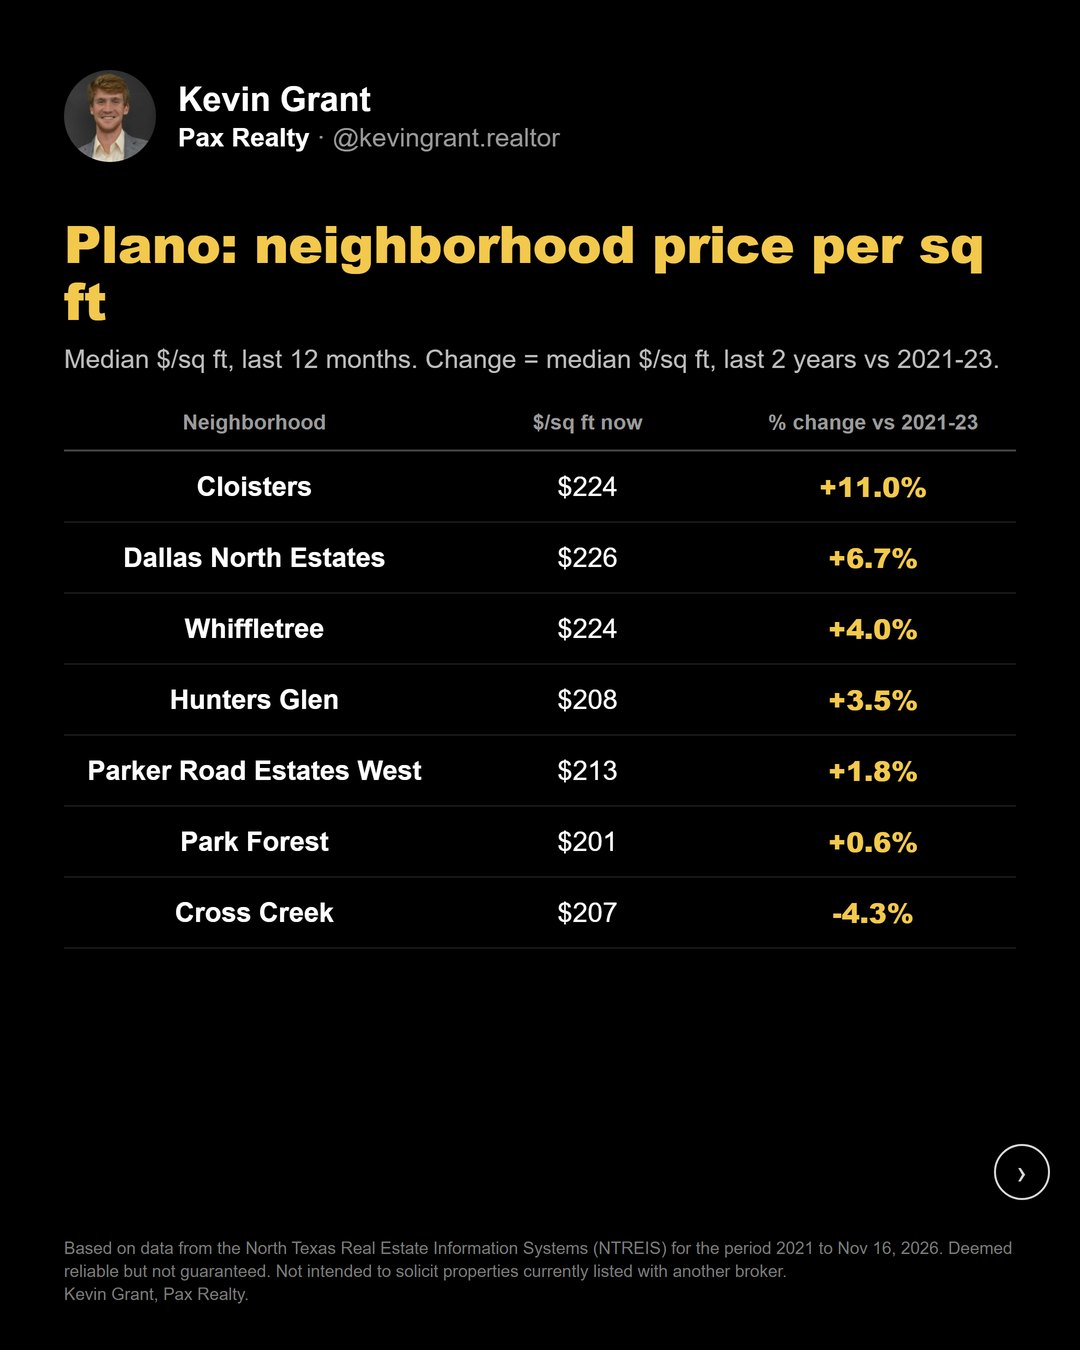 Kevin Grant
Pax Realty · @kevingrant.realtor
Plano: neighborhood price per sq
ft
Median $/sq ft, last 12 months. Change = median $/sq ft, last 2 years vs 2021-23.
Neighborhood $/sq ft now % change vs 2021-23
Cloisters $224 +11.0%
Dallas North Estates $226 +6.7%
Whiffletree $224 +4.0%
Hunters Glen $208 +3.5%
Parker Road Estates West $213 +1.8%
Park Forest $201 +0.6%
Cross Creek $207 -4.3%
›
Based on data from the North Texas Real Estate Information Systems (NTREIS) for the period 2021 to Nov 16, 2026. Deemed
reliable but not guaranteed. Not intended to solicit properties currently listed with another broker.
Kevin Grant, Pax Realty.